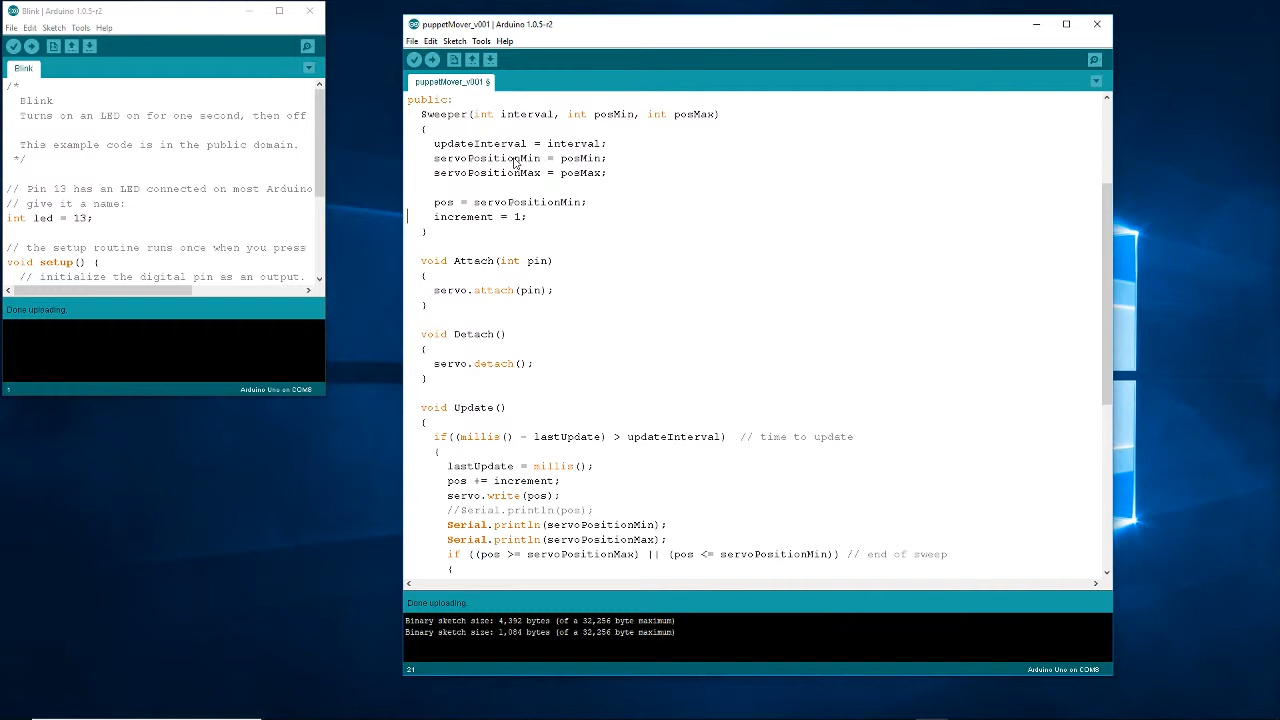 Blink | Arduino 1.0.5-r2
File Edit Sketch Tools Help
Blink
/*
Blink
Turns on an LED on for one second, then off
This example code is in the public domain.
*/
// Pin 13 has an LED connected on most Arduino
// give it a name:
int led = 13;
// the setup routine runs once when you press
void setup() {
// initialize the digital pin as an output.
Done uploading.
1
Arduino Uno on COM8
puppetMover_v001 | Arduino 1.0.5-r2
File Edit Sketch Tools Help
puppetMover_v001 §
public:
Sweeper(int interval, int posMin, int posMax)
{
updateInterval = interval;
servoPositionMin = posMin;
servoPositionMax = posMax;
pos = servoPositionMin;
increment = 1;
}
void Attach(int pin)
{
servo.attach(pin);
}
void Detach()
{
servo.detach();
}
void Update()
{
if((millis() - lastUpdate) > updateInterval) // time to update
{
lastUpdate = millis();
pos += increment;
servo.write(pos);
//Serial.println(pos);
Serial.println(servoPositionMin);
Serial.println(servoPositionMax);
if ((pos >= servoPositionMax) || (pos <= servoPositionMin)) // end of sweep
{
Done uploading.
Binary sketch size: 4,392 bytes (of a 32,256 byte maximum)
Binary sketch size: 1,084 bytes (of a 32,256 byte maximum)
21
Arduino Uno on COM8